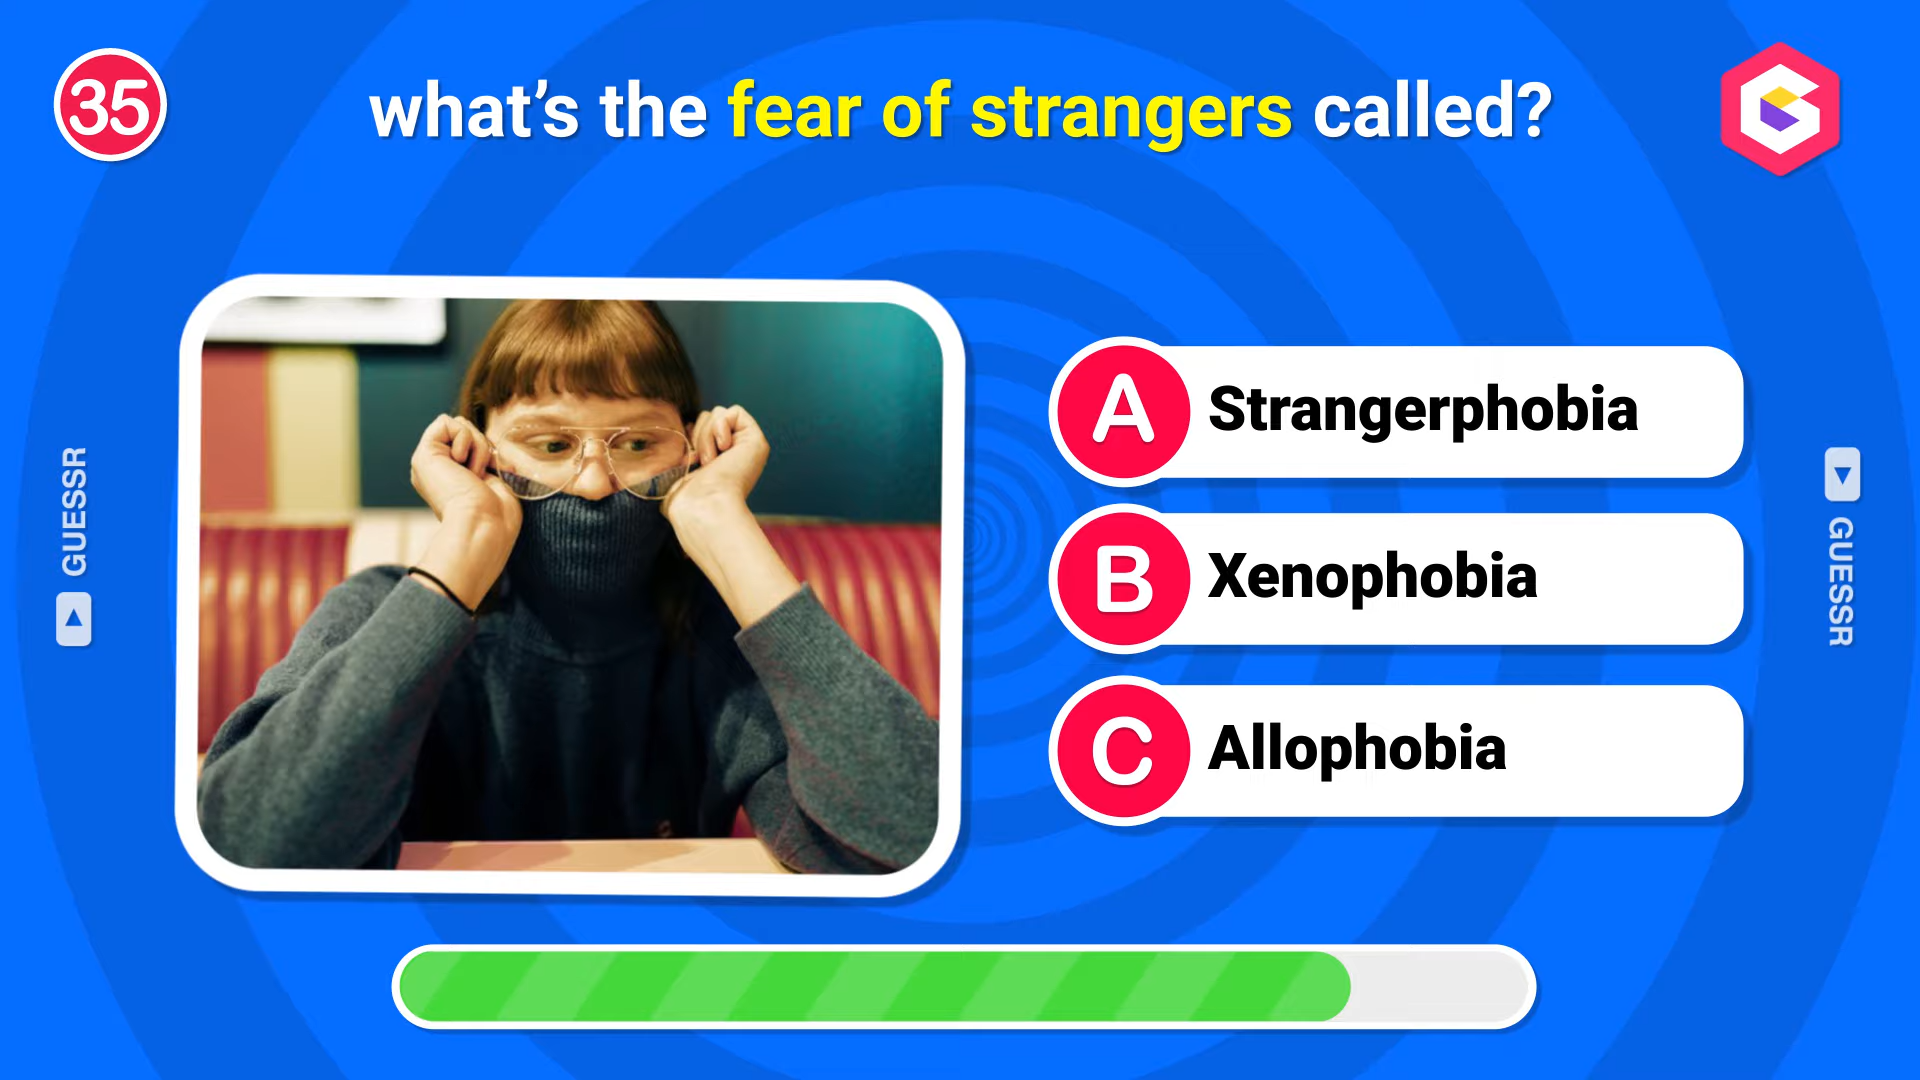 35
what's the fear of strangers called?
GUESSR
A Strangerphobia
B Xenophobia
C Allophobia
GUESSR